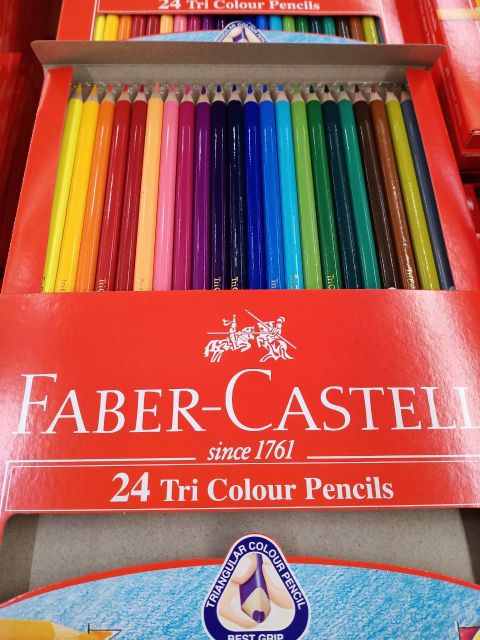 24 Tri Colour Pencils
FABER-CASTELL
since 1761
24 Tri Colour Pencils
TRIANGULAR COLOUR PENCIL
BEST GRIP